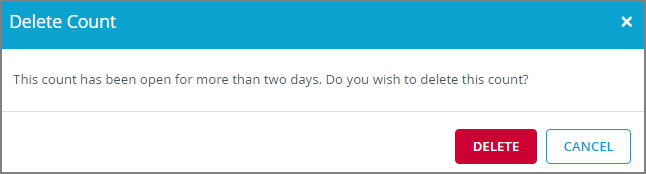 Delete Count ×
This count has been open for more than two days. Do you wish to delete this count?
DELETE CANCEL